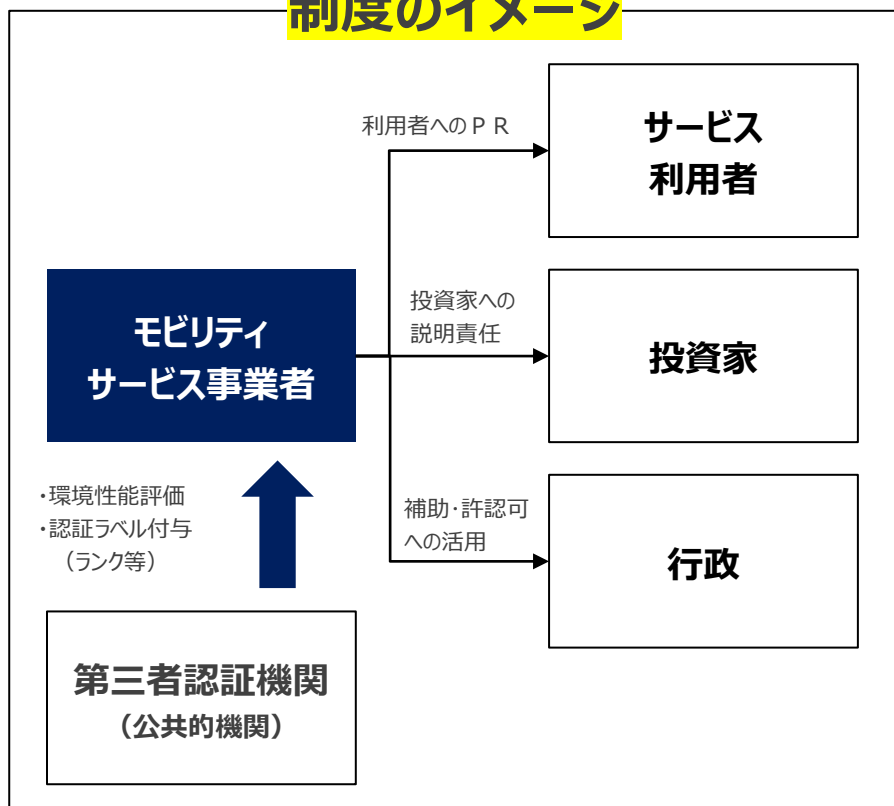 制度のイメージ
利用者へのＰＲ
サービス
利用者
モビリティ
サービス事業者
投資家への
説明責任
投資家
・環境性能評価
・認証ラベル付与
（ランク等）
補助・許認可
への活用
行政
第三者認証機関
（公共的機関）